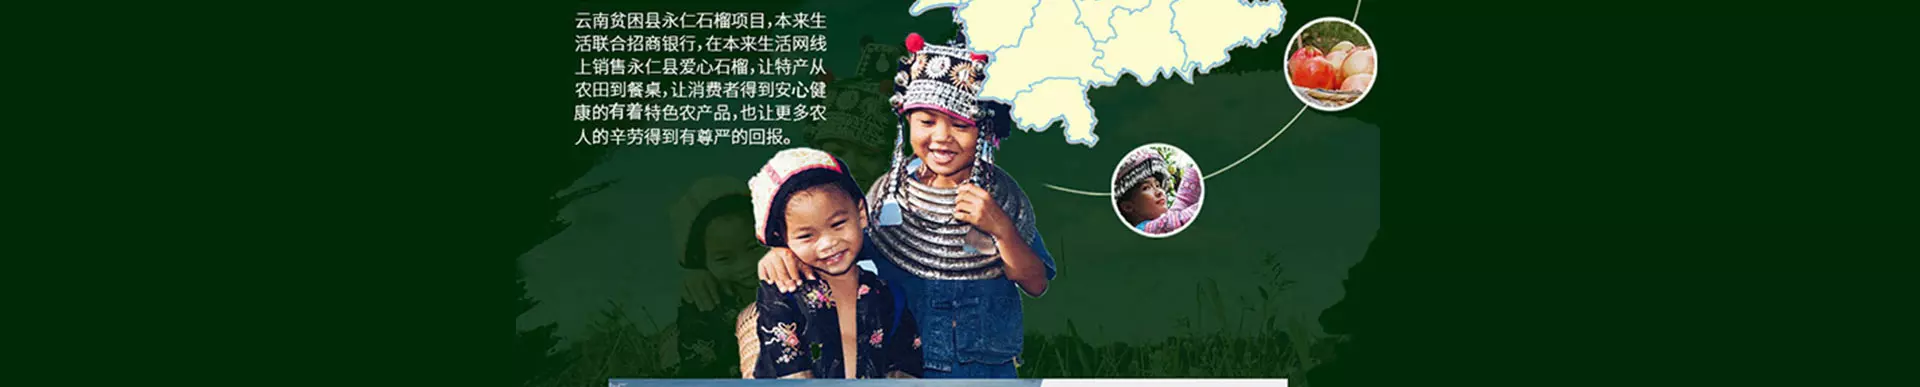 云南贫困县永仁石榴项目,本来生
活联合招商银行,在本来生活网线
上销售永仁县爱心石榴,让特产从
农田到餐桌,让消费者得到安心健
康的有着特色农产品,也让更多农
人的辛劳得到有尊严的回报。